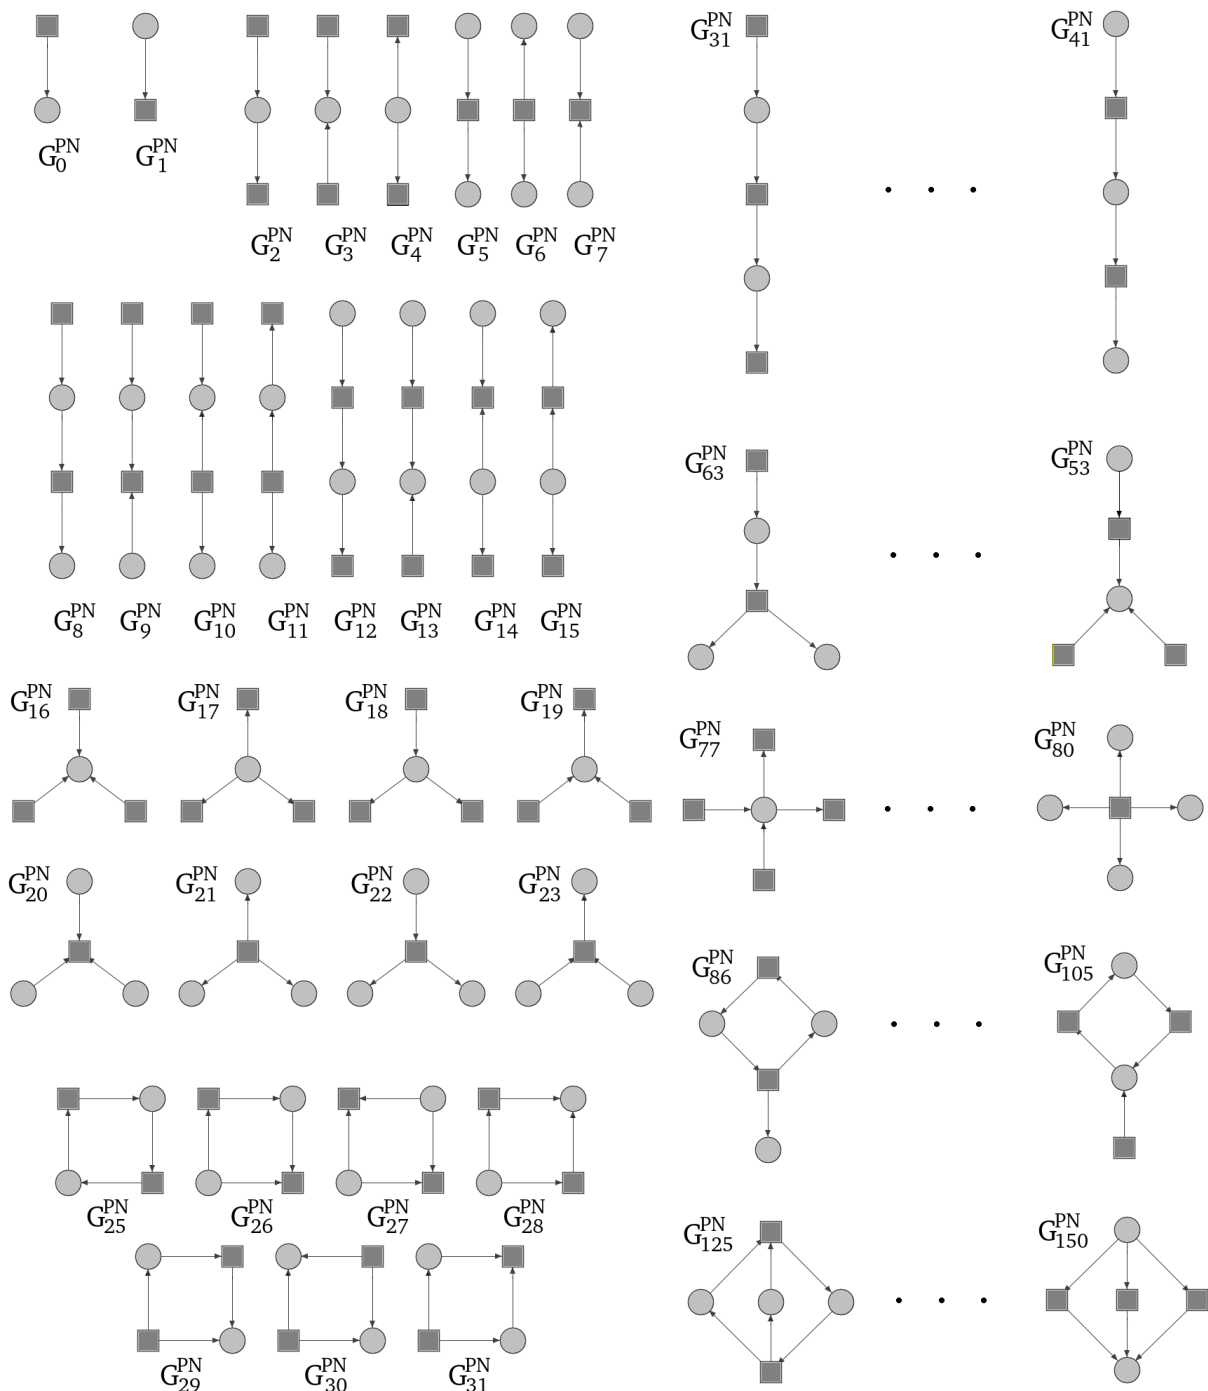 G₀ᴾᴺ G₁ᴾᴺ
G₂ᴾᴺ G₃ᴾᴺ G₄ᴾᴺ G₅ᴾᴺ G₆ᴾᴺ G₇ᴾᴺ
G₈ᴾᴺ G₉ᴾᴺ G₁₀ᴾᴺ G₁₁ᴾᴺ G₁₂ᴾᴺ G₁₃ᴾᴺ G₁₄ᴾᴺ G₁₅ᴾᴺ
G₁₆ᴾᴺ G₁₇ᴾᴺ G₁₈ᴾᴺ G₁₉ᴾᴺ
G₂₀ᴾᴺ G₂₁ᴾᴺ G₂₂ᴾᴺ G₂₃ᴾᴺ
G₂₅ᴾᴺ G₂₆ᴾᴺ G₂₇ᴾᴺ G₂₈ᴾᴺ
G₂₉ᴾᴺ G₃₀ᴾᴺ G₃₁ᴾᴺ
G₃₁ᴾᴺ . . . G₄₁ᴾᴺ
G₆₃ᴾᴺ . . . G₅₃ᴾᴺ
G₇₇ᴾᴺ . . . G₈₀ᴾᴺ
G₈₆ᴾᴺ . . . G₁₀₅ᴾᴺ
G₁₂₅ᴾᴺ . . . G₁₅₀ᴾᴺ